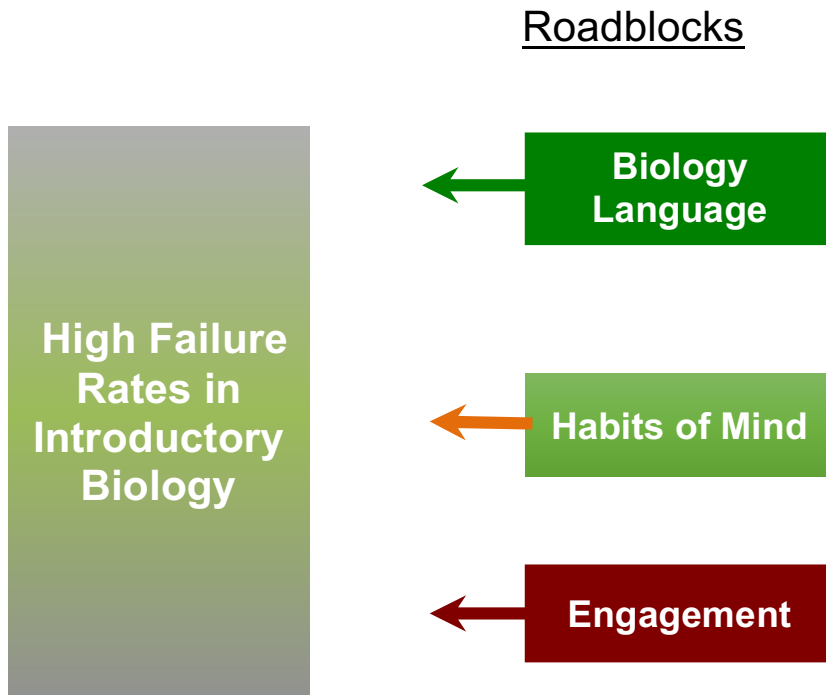 Roadblocks
Biology
Language
High Failure
Rates in
Introductory
Biology
Habits of Mind
Engagement